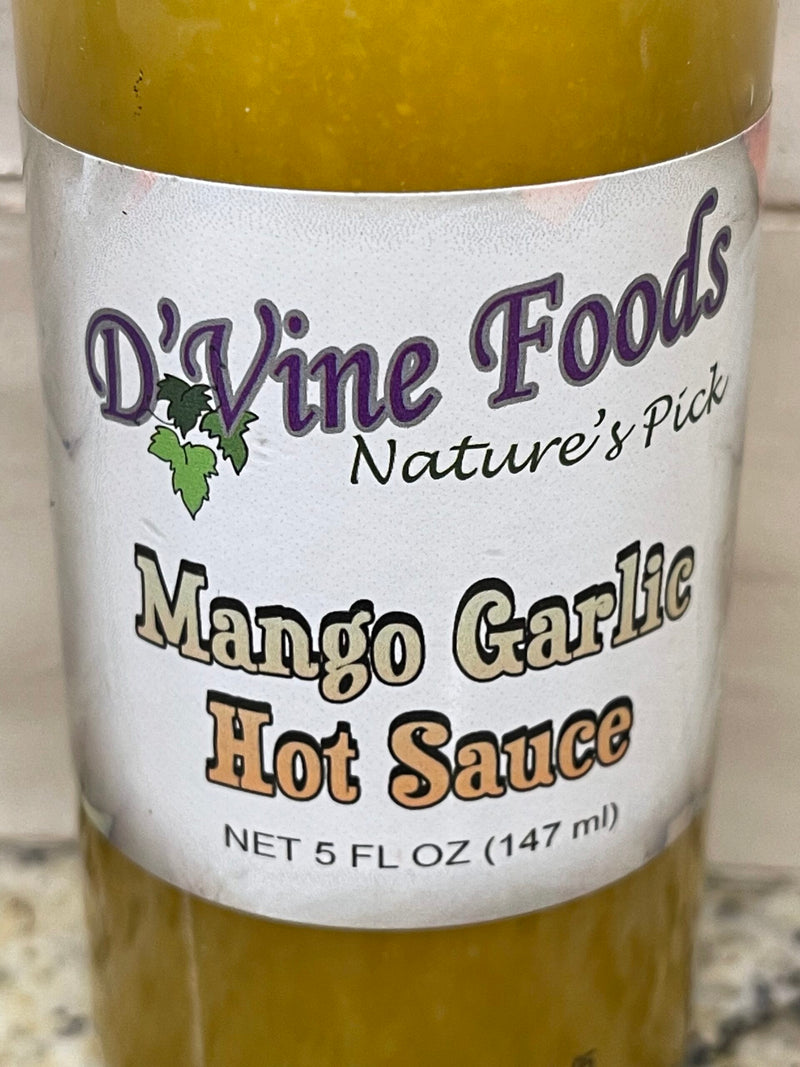 D'Vine Foods
Nature's Pick
Mango Garlic
Hot Sauce
NET 5 FL OZ (147 ml)